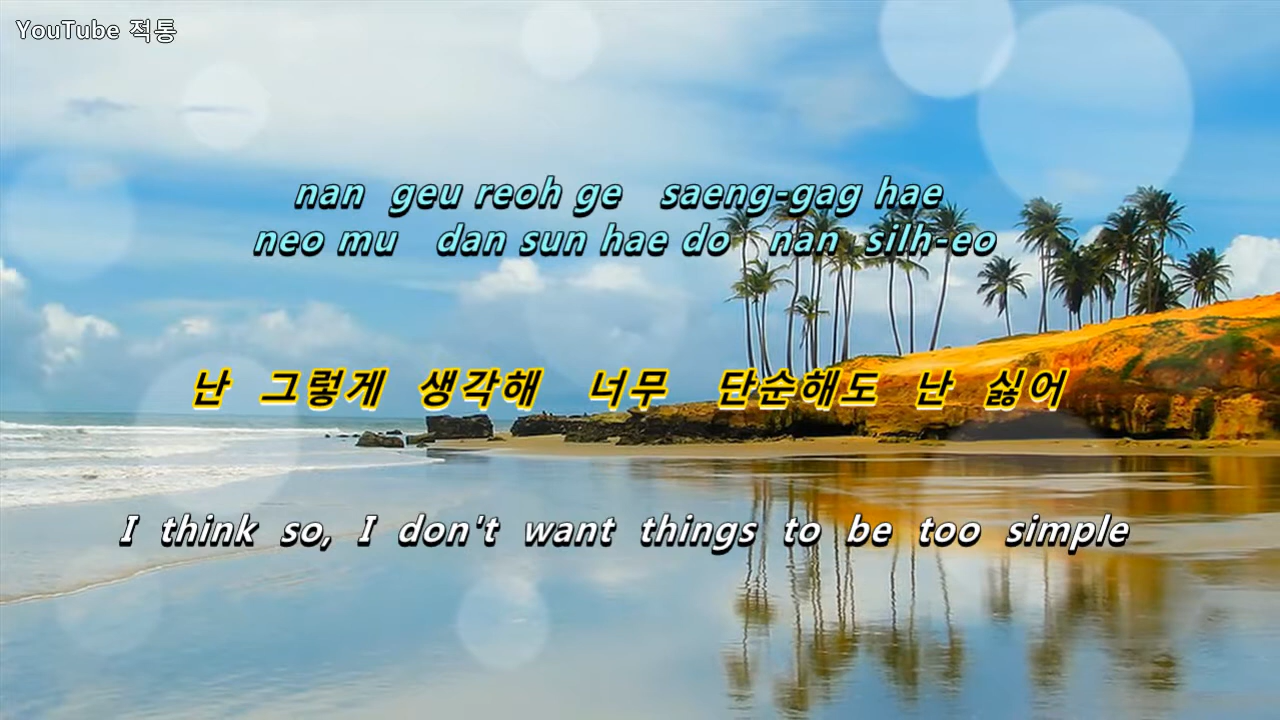 YouTube 적통
nan geu reoh ge saeng-gag hae
neo mu dan sun hae do nan silh-eo
난 그렇게 생각해 너무 단순해도 난 싫어
I think so, I don't want things to be too simple